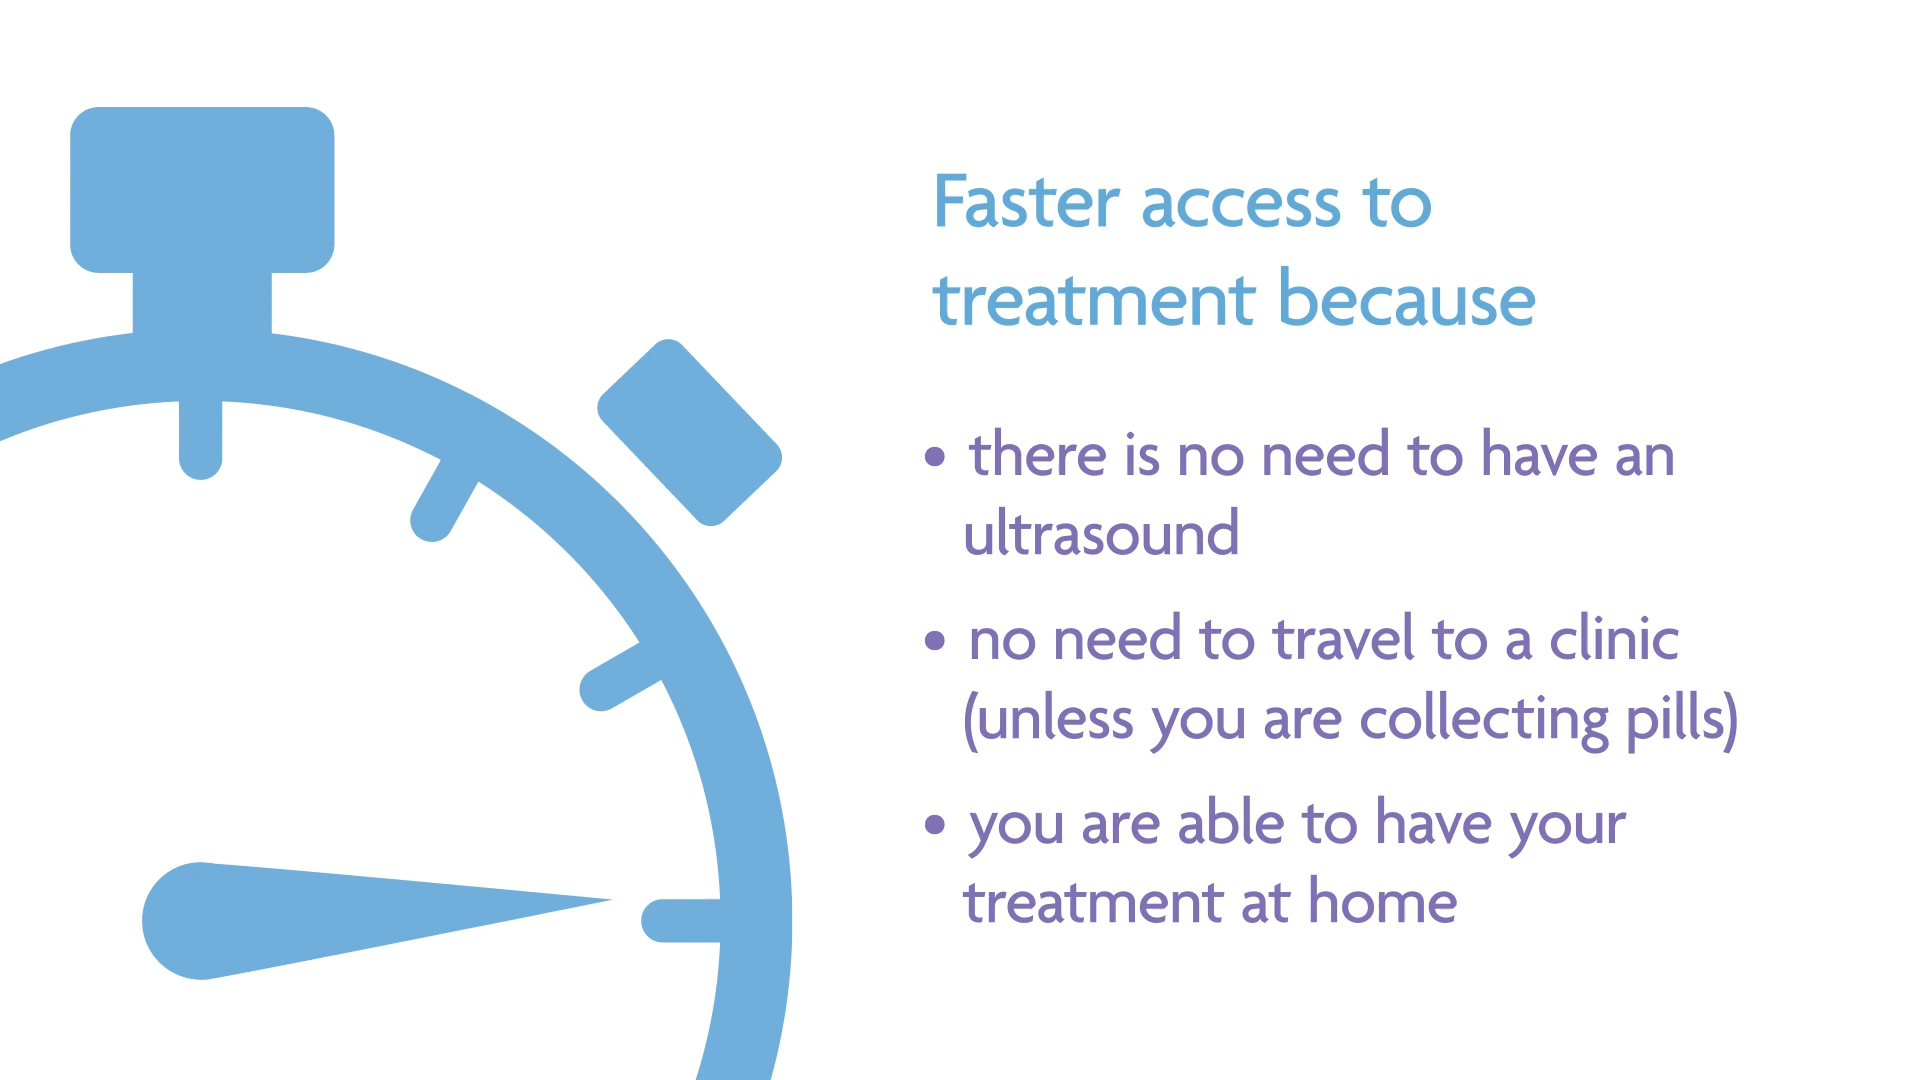 Faster access to
treatment because
• there is no need to have an
ultrasound
• no need to travel to a clinic
(unless you are collecting pills)
• you are able to have your
treatment at home